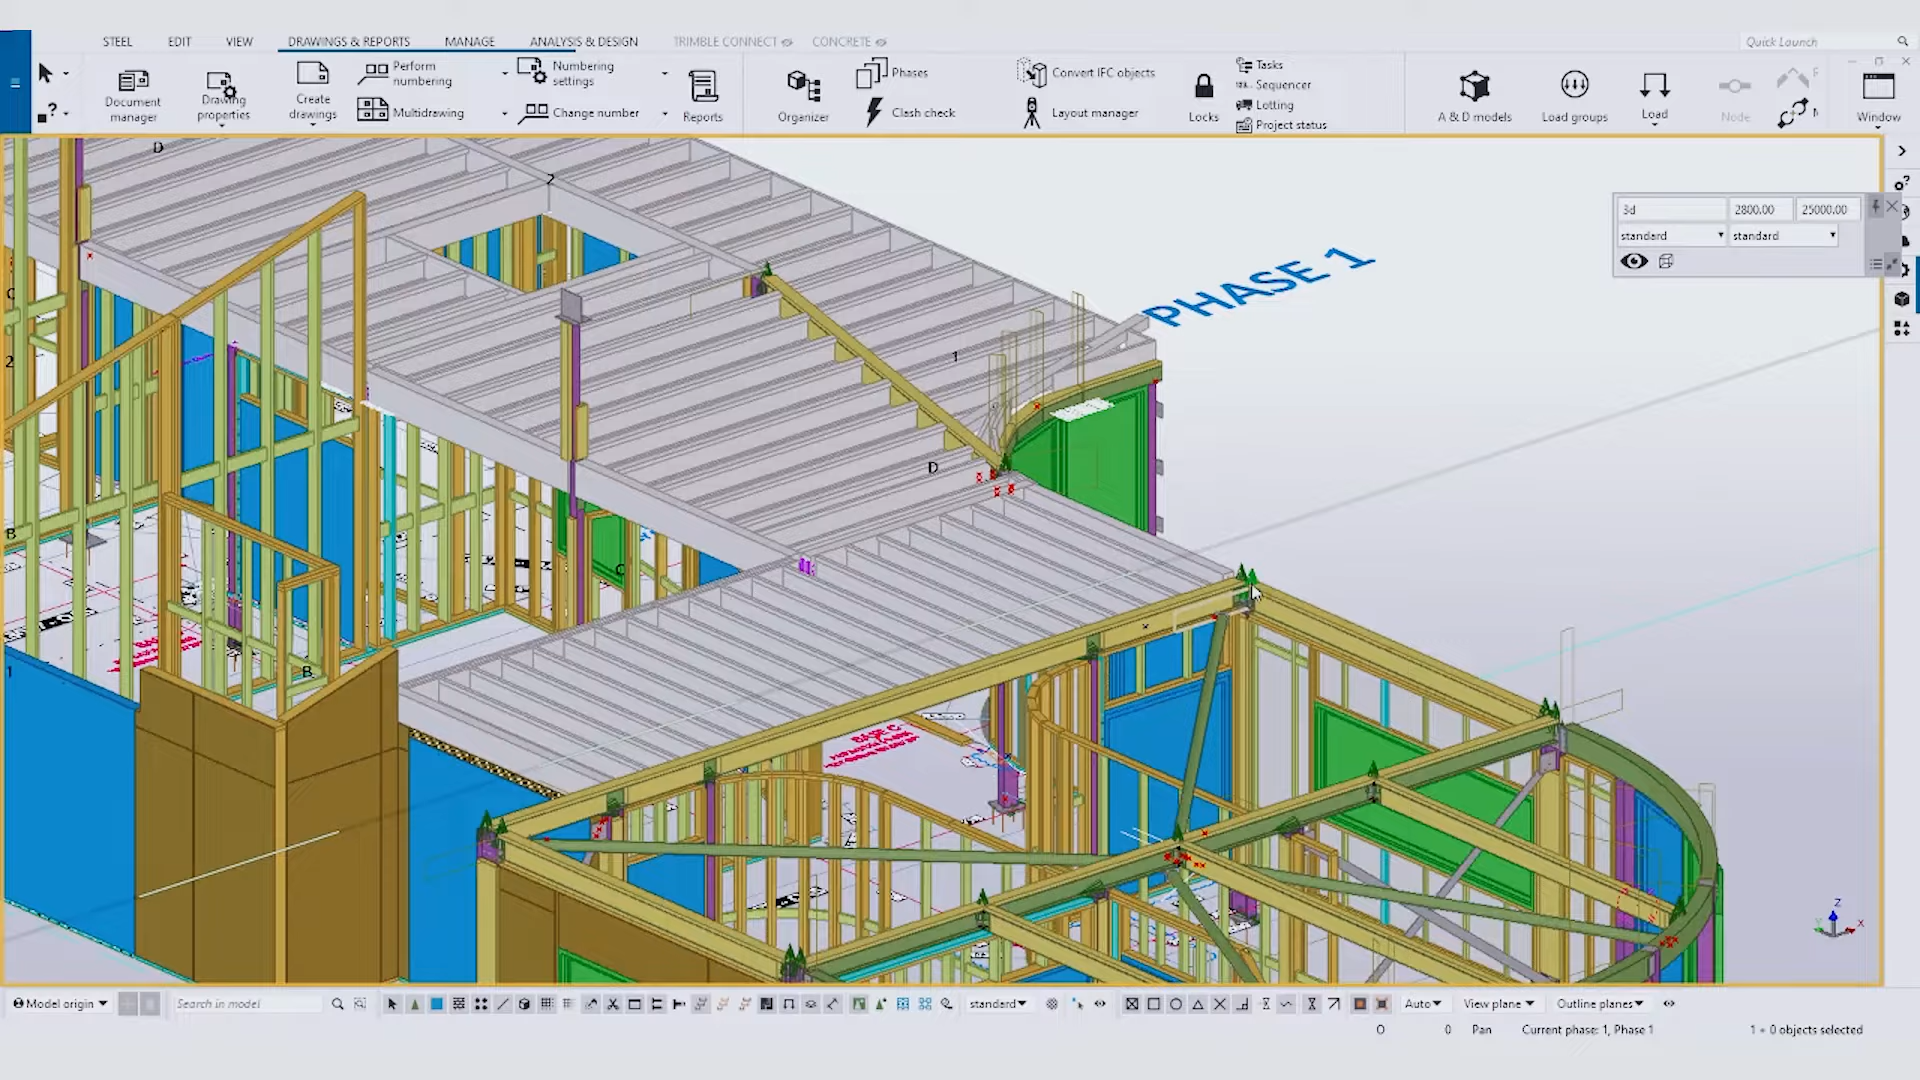 STEEL EDIT VIEW DRAWINGS & REPORTS MANAGE ANALYSIS & DESIGN TRIMBLE CONNECT CONCRETE Quick Launch
Document manager
Drawing properties
Create drawings
Perform numbering
Multidrawing
Numbering settings
Change number
Reports
Organizer
Phases
Clash check
Convert IFC objects
Layout manager
Locks
Tasks
Sequencer
Lotting
Project status
A & D models
Load groups
Load
Node
Window
D
2
3d 2800.00 25000.00
standard standard
PHASE 1
C
1
2
D
B
C
B
1
BASE C
Model origin Search in model standard Auto View plane Outline planes
O 0 Pan Current phase: 1, Phase 1 1 + 0 objects selected
Z
X